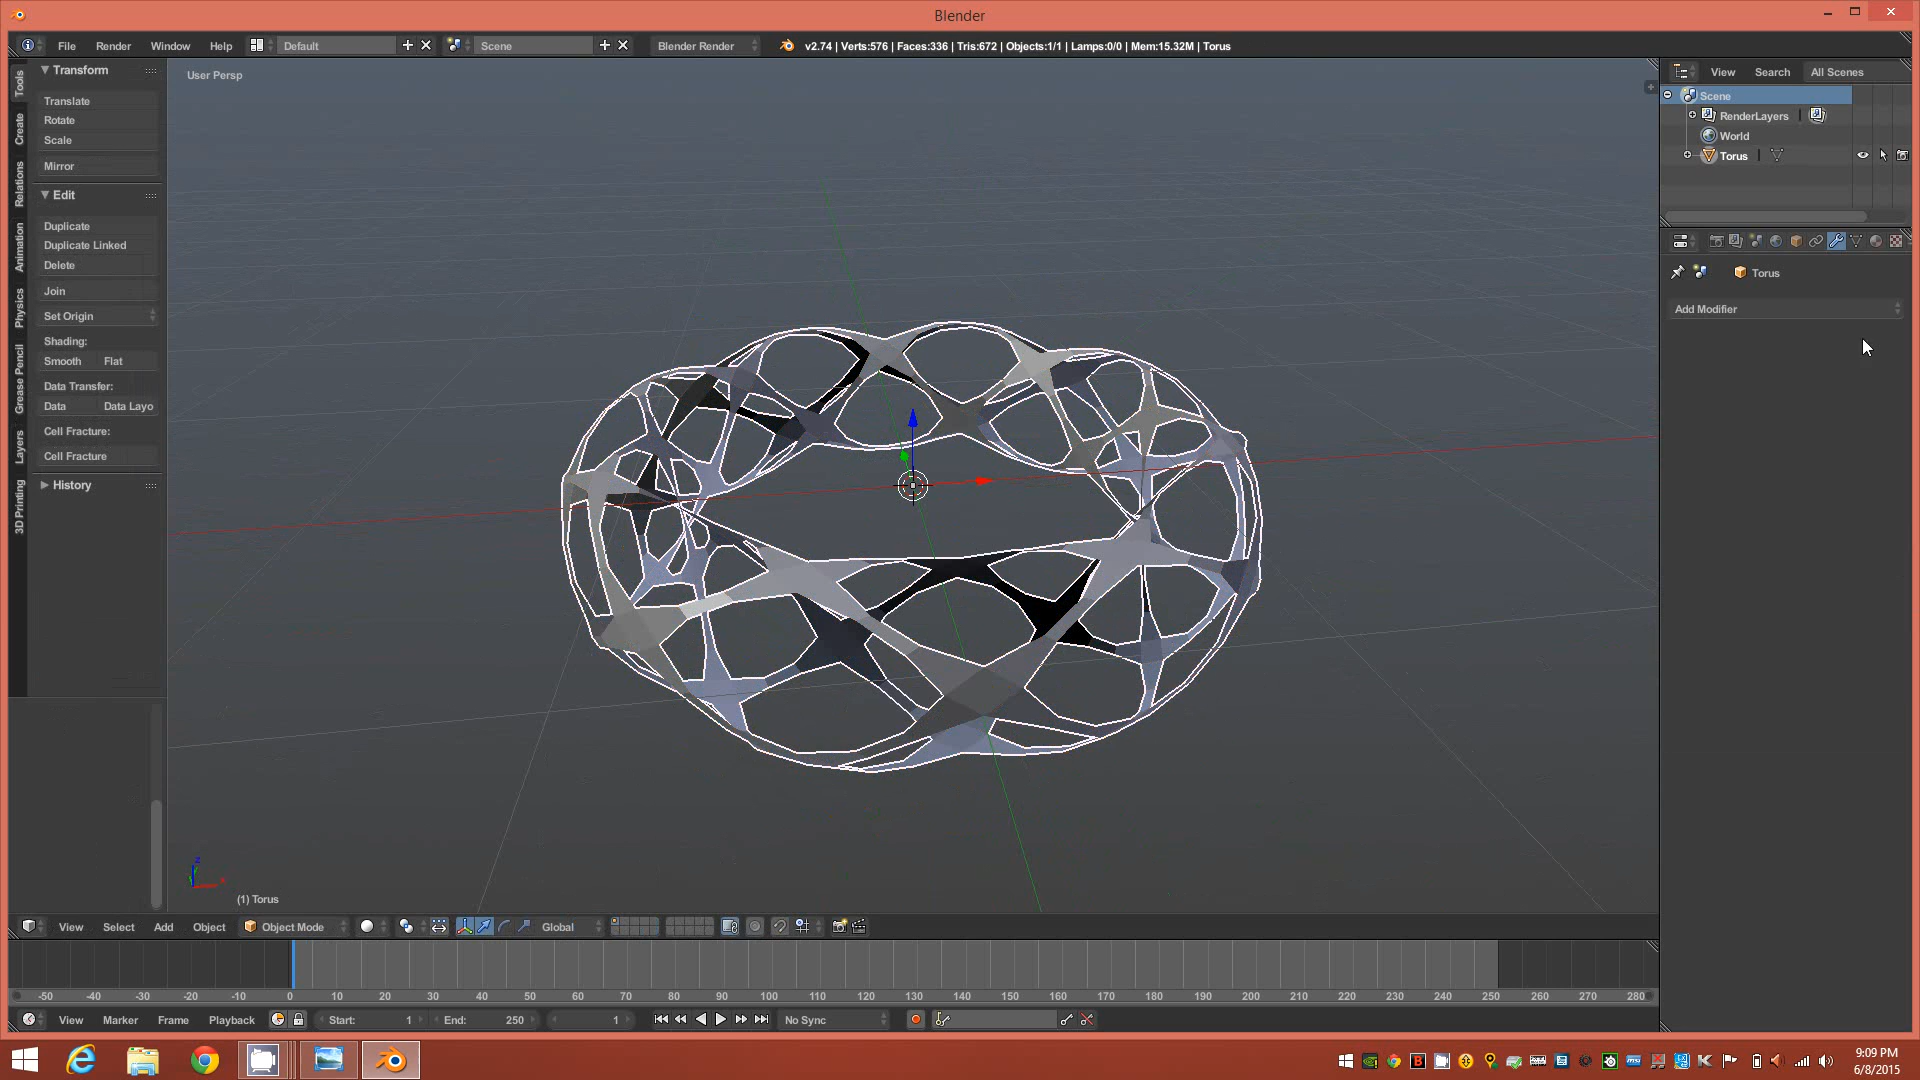 Blender
File Render Window Help Default Scene Blender Render v2.74 | Verts:576 | Faces:336 | Tris:672 | Objects:1/1 | Lamps:0/0 | Mem:15.32M | Torus
Tools
Create
Relations
Animation
Physics
Grease Pencil
Layers
3D Printing
Transform
Translate
Rotate
Scale
Mirror
Edit
Duplicate
Duplicate Linked
Delete
Join
Set Origin
Shading:
Smooth Flat
Data Transfer:
Data Data Layo
Cell Fracture:
Cell Fracture
History
User Persp
(1) Torus
View Search All Scenes
Scene
RenderLayers
World
Torus
Torus
Add Modifier
View Select Add Object Object Mode Global
-50 -40 -30 -20 -10 0 10 20 30 40 50 60 70 80 90 100 110 120 130 140 150 160 170 180 190 200 210 220 230 240 250 260 270 280
View Marker Frame Playback Start: 1 End: 250 1 No Sync
9:09 PM
6/8/2015